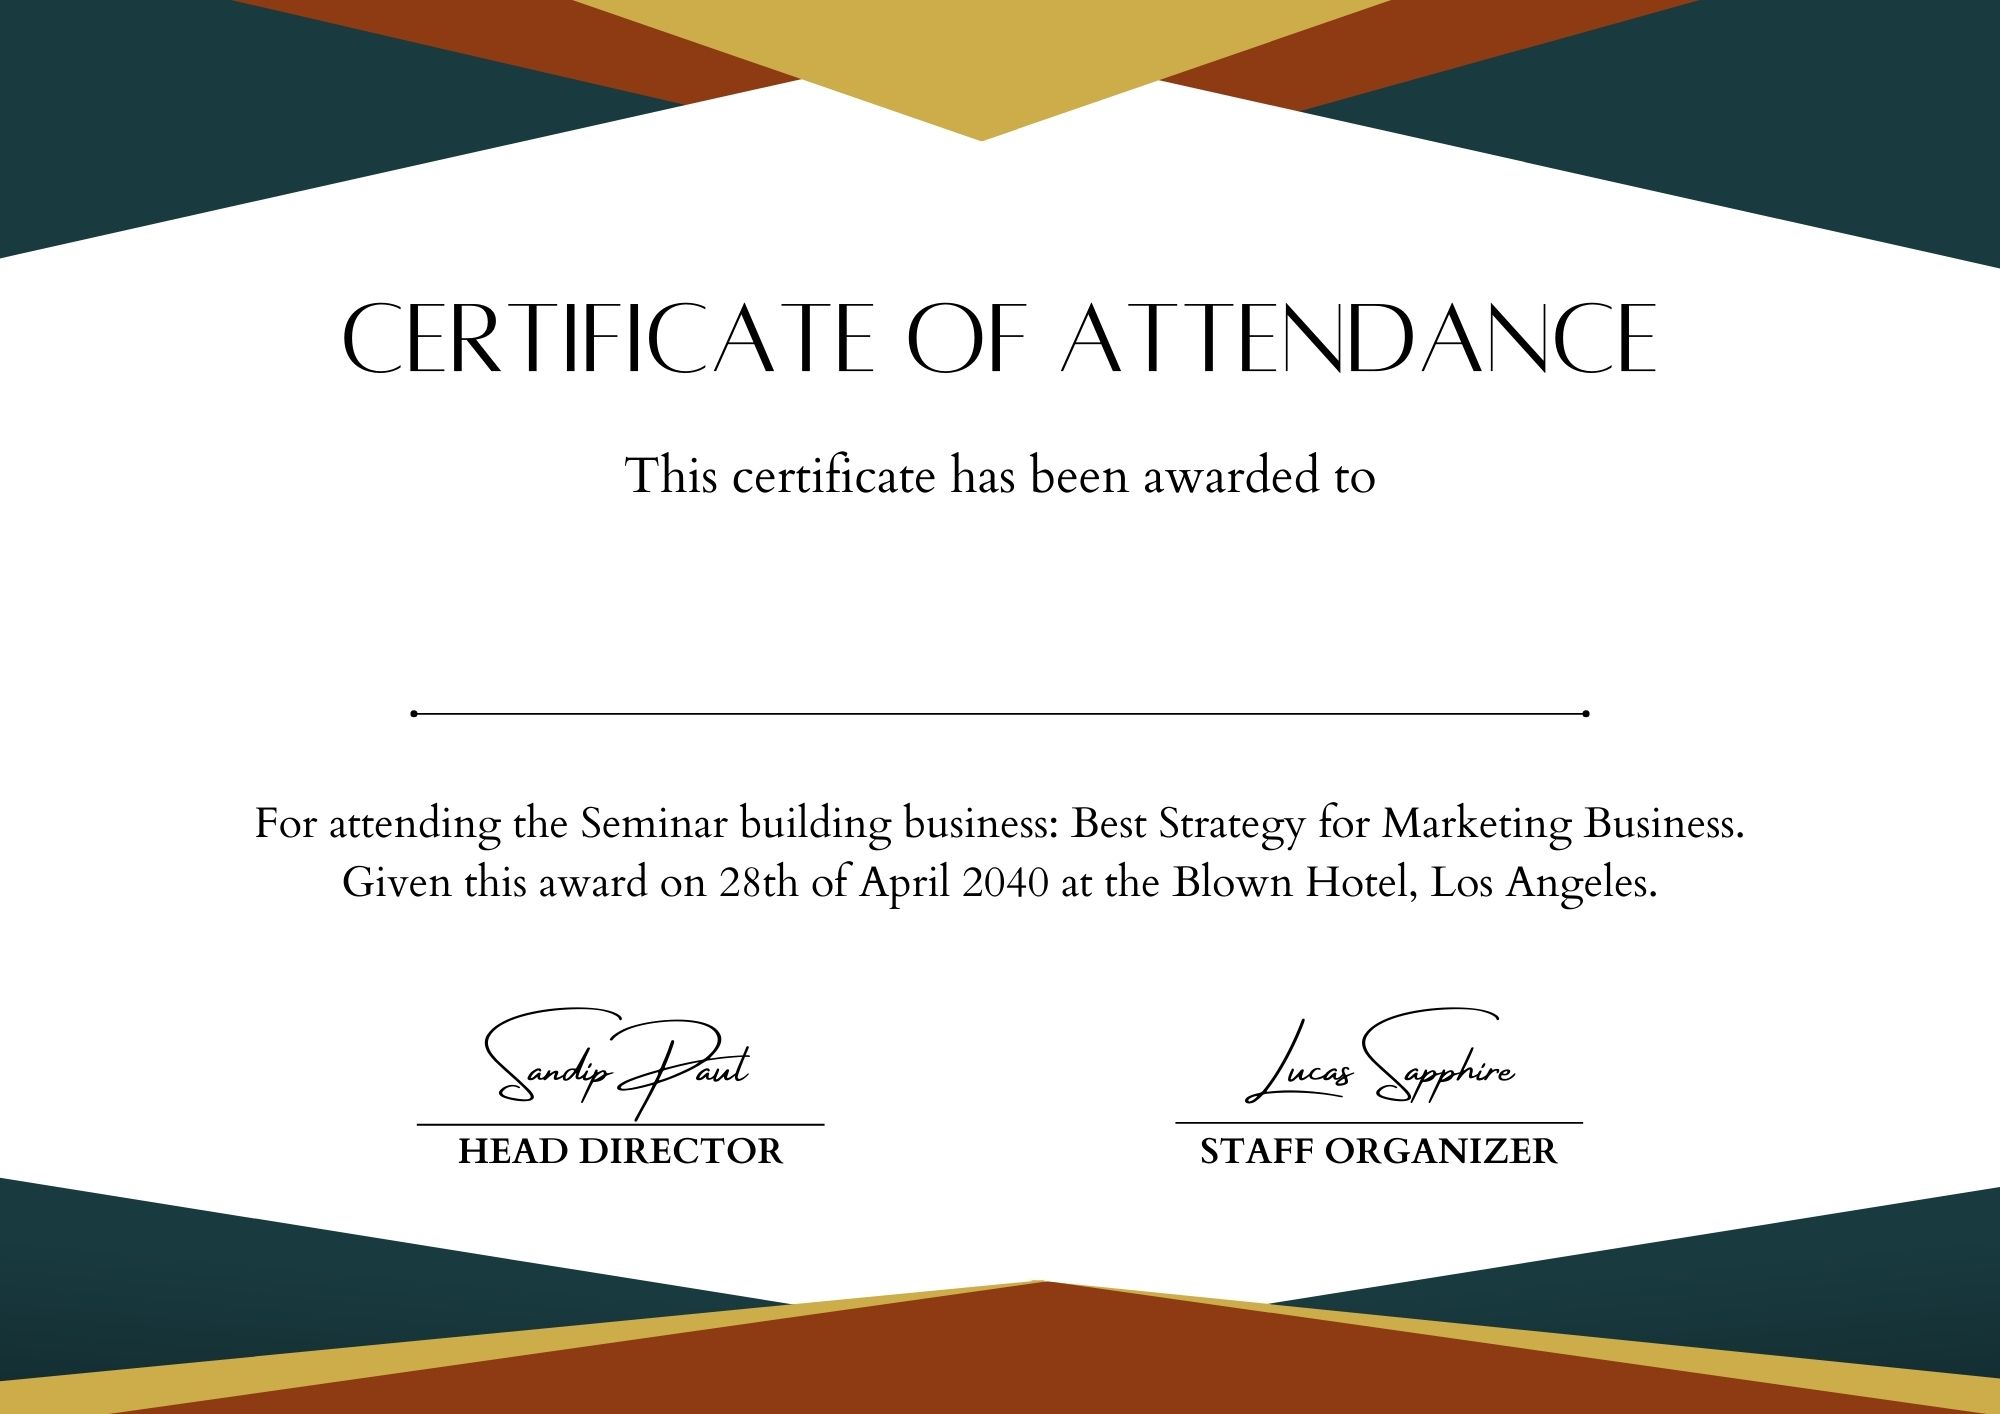 CERTIFICATE OF ATTENDANCE
This certificate has been awarded to
For attending the Seminar building business: Best Strategy for Marketing Business.
Given this award on 28th of April 2040 at the Blown Hotel, Los Angeles.
Sandip Paul
HEAD DIRECTOR
Lucas Sapphire
STAFF ORGANIZER